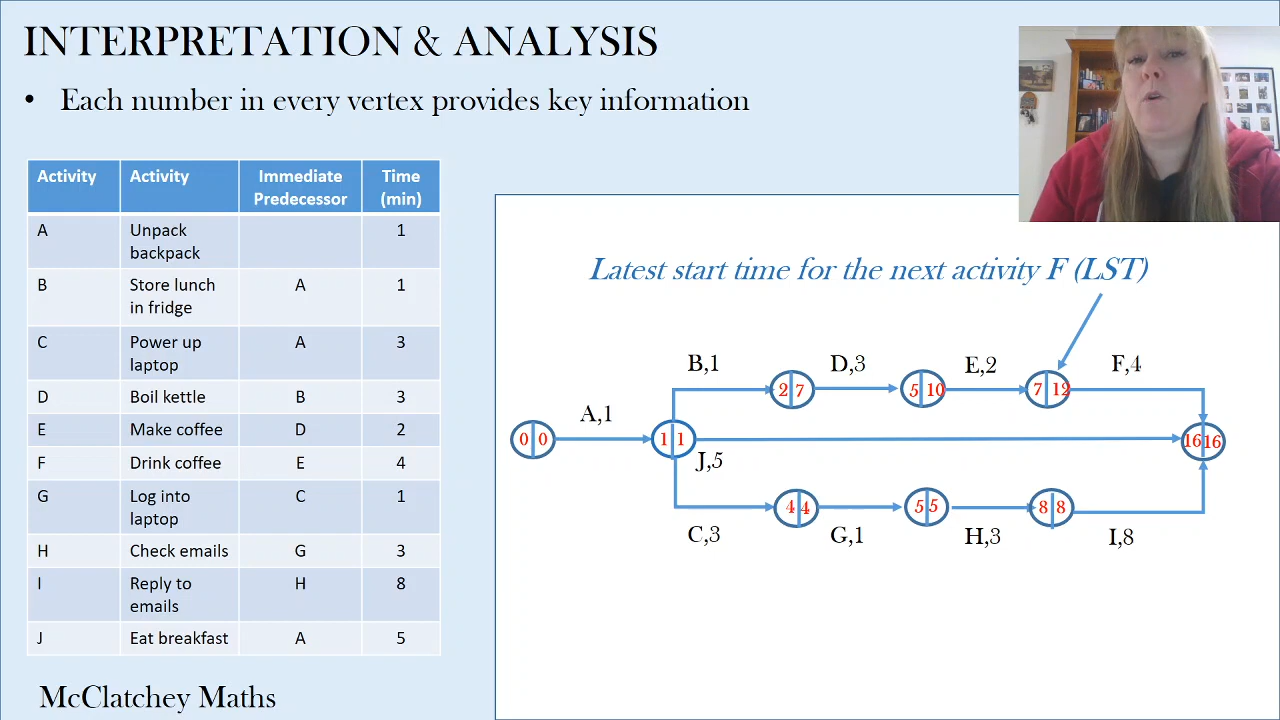 INTERPRETATION & ANALYSIS
• Each number in every vertex provides key information
Activity Activity Immediate Predecessor Time (min)
A Unpack backpack 1
B Store lunch in fridge A 1
C Power up laptop A 3
D Boil kettle B 3
E Make coffee D 2
F Drink coffee E 4
G Log into laptop C 1
H Check emails G 3
I Reply to emails H 8
J Eat breakfast A 5
Latest start time for the next activity F (LST)
B,1 D,3 E,2 F,4
2 7 5 10 7 12
A,1
0 0 1 1 16 16
J,5
4 4 5 5 8 8
C,3 G,1 H,3 I,8
McClatchey Maths